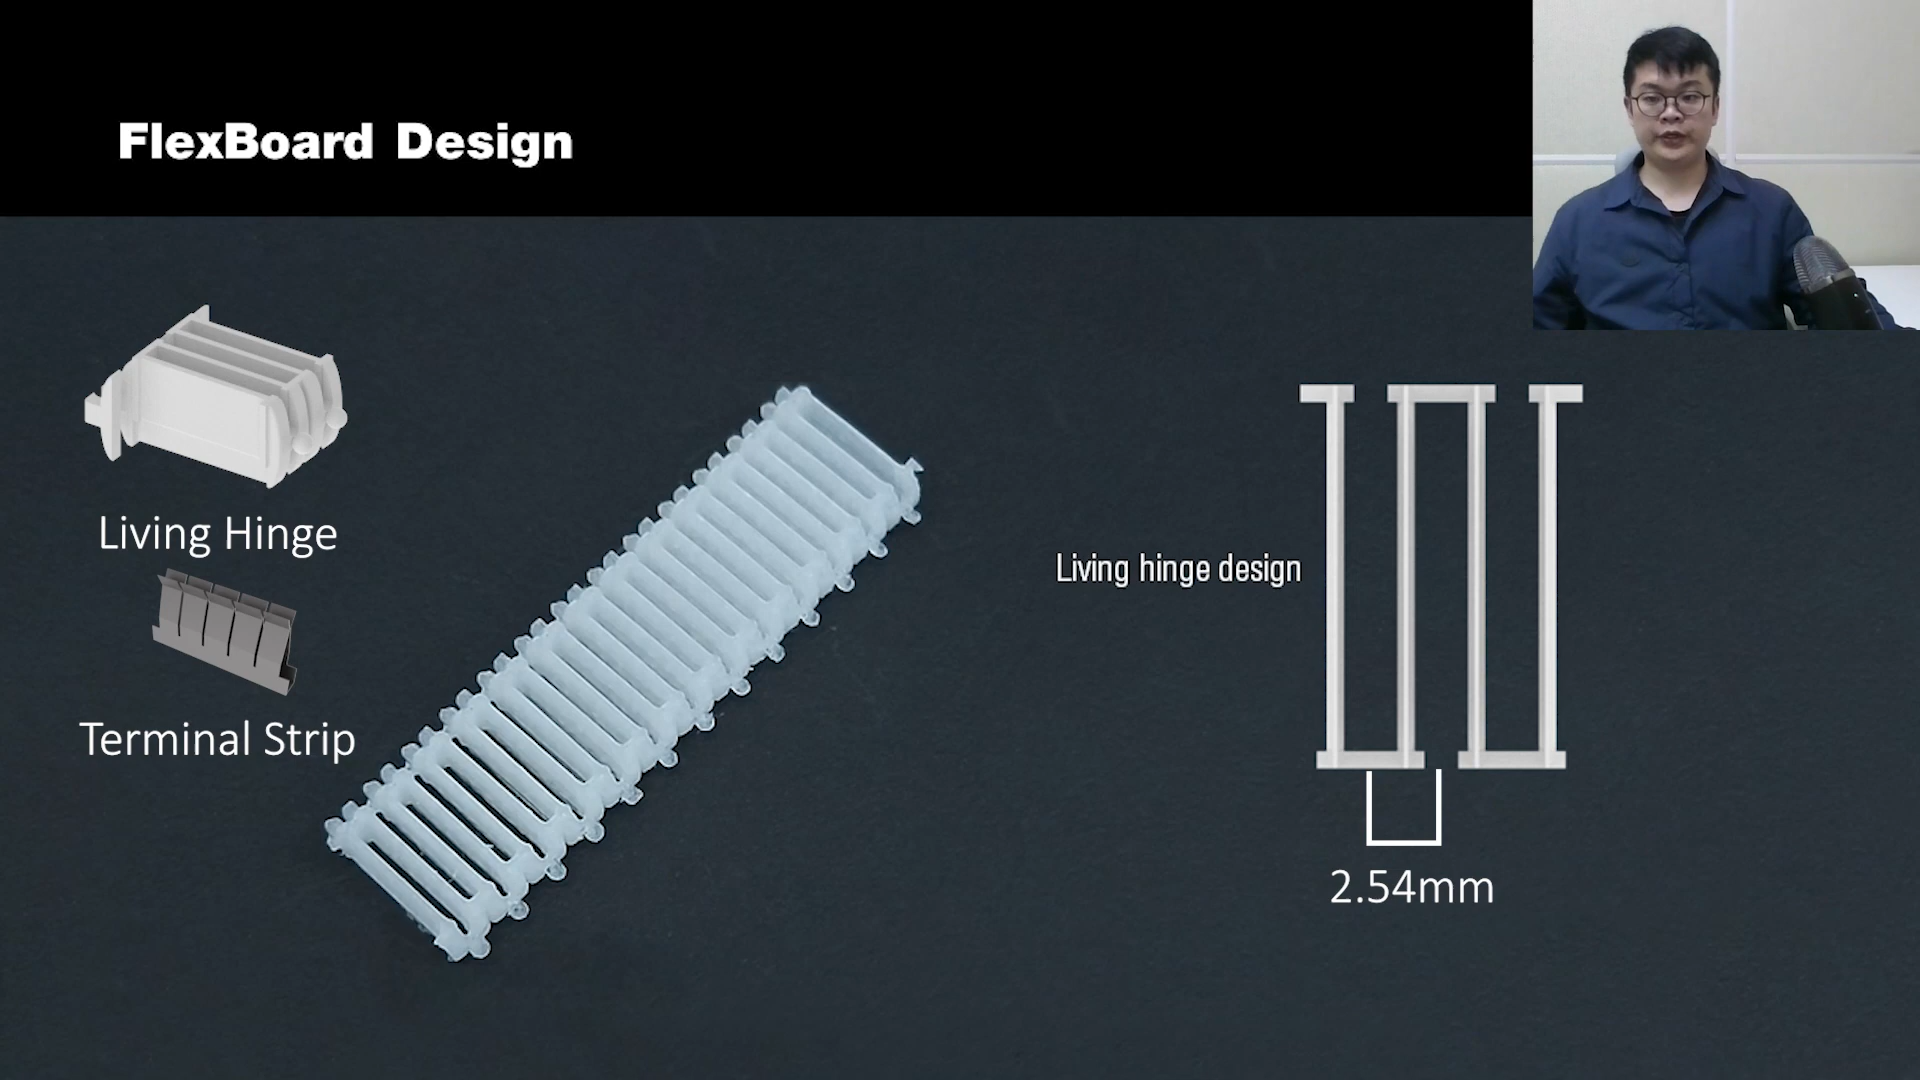 FlexBoard Design
Living Hinge
Terminal Strip
Living hinge design
2.54mm